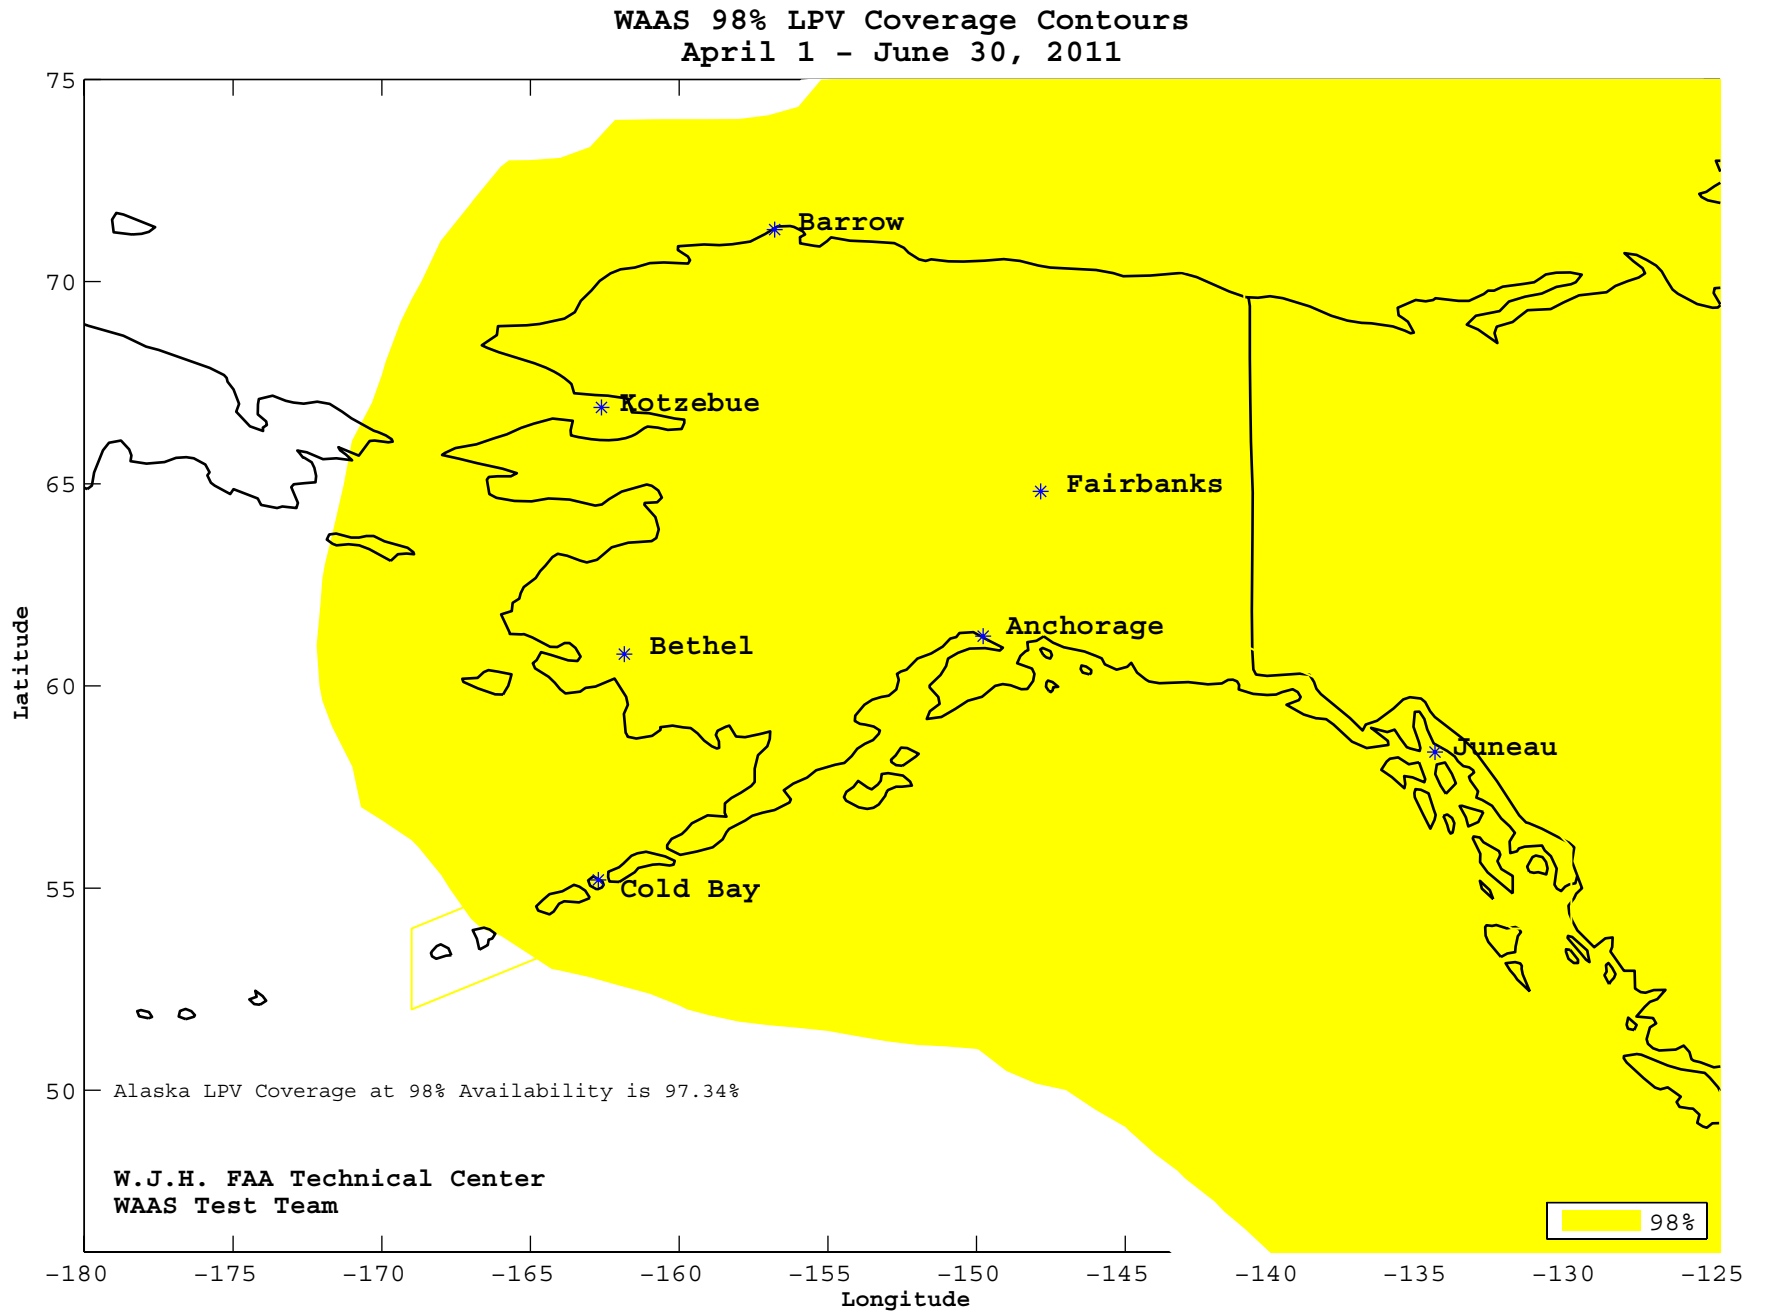 WAAS 98% LPV Coverage Contours
April 1 - June 30, 2011
75
70
65
60
55
50
Latitude
Barrow
Kotzebue
Fairbanks
Anchorage
Bethel
Juneau
Cold Bay
Alaska LPV Coverage at 98% Availability is 97.34%
W.J.H. FAA Technical Center
WAAS Test Team
98%
-180 -175 -170 -165 -160 -155 -150 -145 -140 -135 -130 -125
Longitude